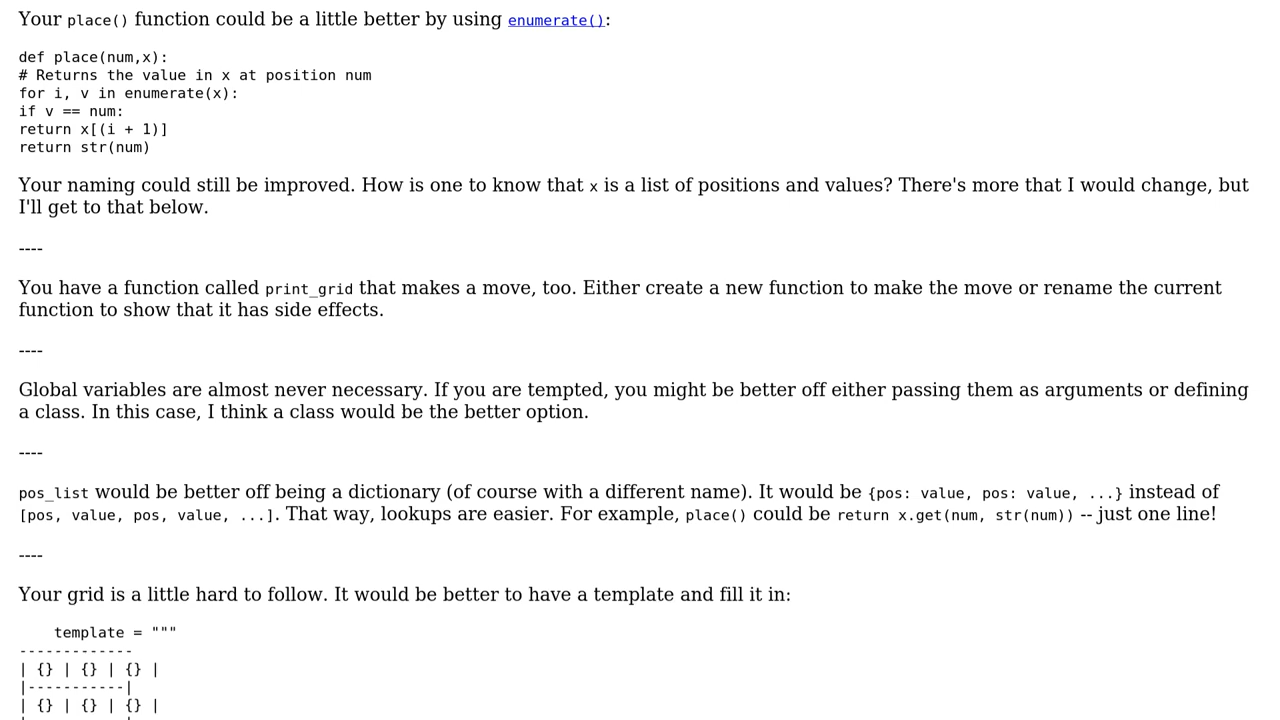 Your place() function could be a little better by using enumerate():
def place(num,x):
# Returns the value in x at position num
for i, v in enumerate(x):
if v == num:
return x[(i + 1)]
return str(num)
Your naming could still be improved. How is one to know that x is a list of positions and values? There's more that I would change, but
I'll get to that below.
----
You have a function called print_grid that makes a move, too. Either create a new function to make the move or rename the current
function to show that it has side effects.
----
Global variables are almost never necessary. If you are tempted, you might be better off either passing them as arguments or defining
a class. In this case, I think a class would be the better option.
----
pos_list would be better off being a dictionary (of course with a different name). It would be {pos: value, pos: value, ...} instead of
[pos, value, pos, value, ...]. That way, lookups are easier. For example, place() could be return x.get(num, str(num)) -- just one line!
----
Your grid is a little hard to follow. It would be better to have a template and fill it in:
    template = """
-------------
| {} | {} | {} |
|-----------|
| {} | {} | {} |